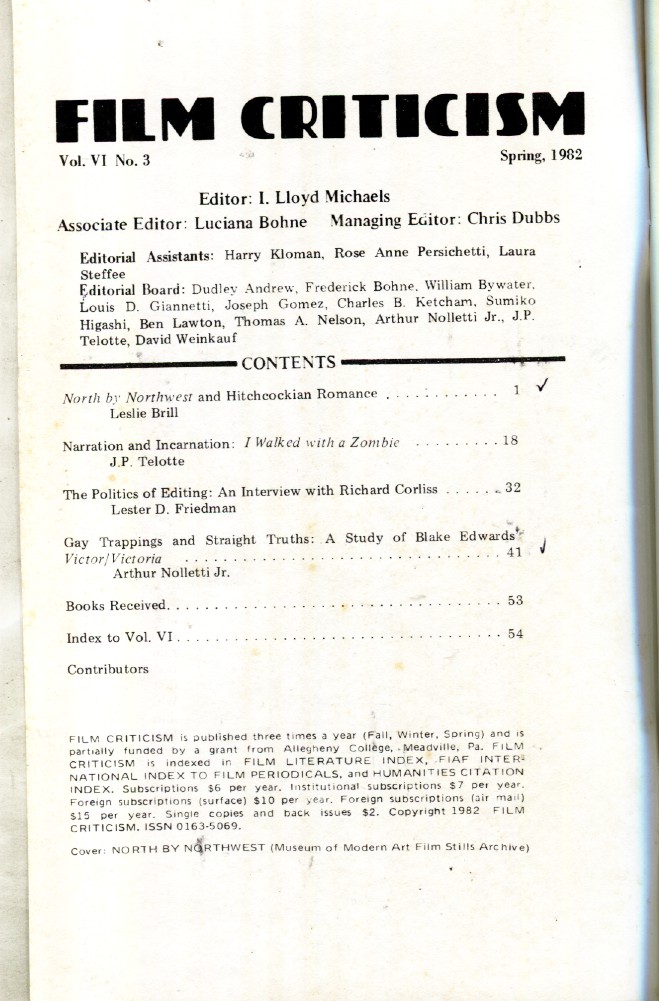 FILM CRITICISM
Vol. VI No. 3 Spring, 1982
Editor: I. Lloyd Michaels
Associate Editor: Luciana Bohne Managing Editor: Chris Dubbs
Editorial Assistants: Harry Kloman, Rose Anne Persichetti, Laura
Steffee
Editorial Board: Dudley Andrew, Frederick Bohne, William Bywater,
Louis D. Giannetti, Joseph Gomez, Charles B. Ketcham, Sumiko
Higashi, Ben Lawton, Thomas A. Nelson, Arthur Nolletti Jr., J.P.
Telotte, David Weinkauf
CONTENTS
North by Northwest and Hitchcockian Romance . . . . . . . . . . . . 1 ✓
Leslie Brill
Narration and Incarnation: I Walked with a Zombie . . . . . . . . . 18
J.P. Telotte
The Politics of Editing: An Interview with Richard Corliss . . . . . . 32
Lester D. Friedman
Gay Trappings and Straight Truths: A Study of Blake Edwards'
Victor/Victoria . . . . . . . . . . . . . . . . . . . . . . . . . . . . . . . . . 41 ✓
Arthur Nolletti Jr.
Books Received. . . . . . . . . . . . . . . . . . . . . . . . . . . . . . . . . . 53
Index to Vol. VI . . . . . . . . . . . . . . . . . . . . . . . . . . . . . . . . . 54
Contributors
FILM CRITICISM is published three times a year (Fall, Winter, Spring) and is
partially funded by a grant from Allegheny College, Meadville, Pa. FILM
CRITICISM is indexed in FILM LITERATURE INDEX, FIAF INTER-
NATIONAL INDEX TO FILM PERIODICALS, and HUMANITIES CITATION
INDEX. Subscriptions $6 per year. Institutional subscriptions $7 per year.
Foreign subscriptions (surface) $10 per year. Foreign subscriptions (air mail)
$15 per year. Single copies and back issues $2. Copyright 1982 FILM
CRITICISM. ISSN 0163-5069.
Cover: NORTH BY NORTHWEST (Museum of Modern Art Film Stills Archive)